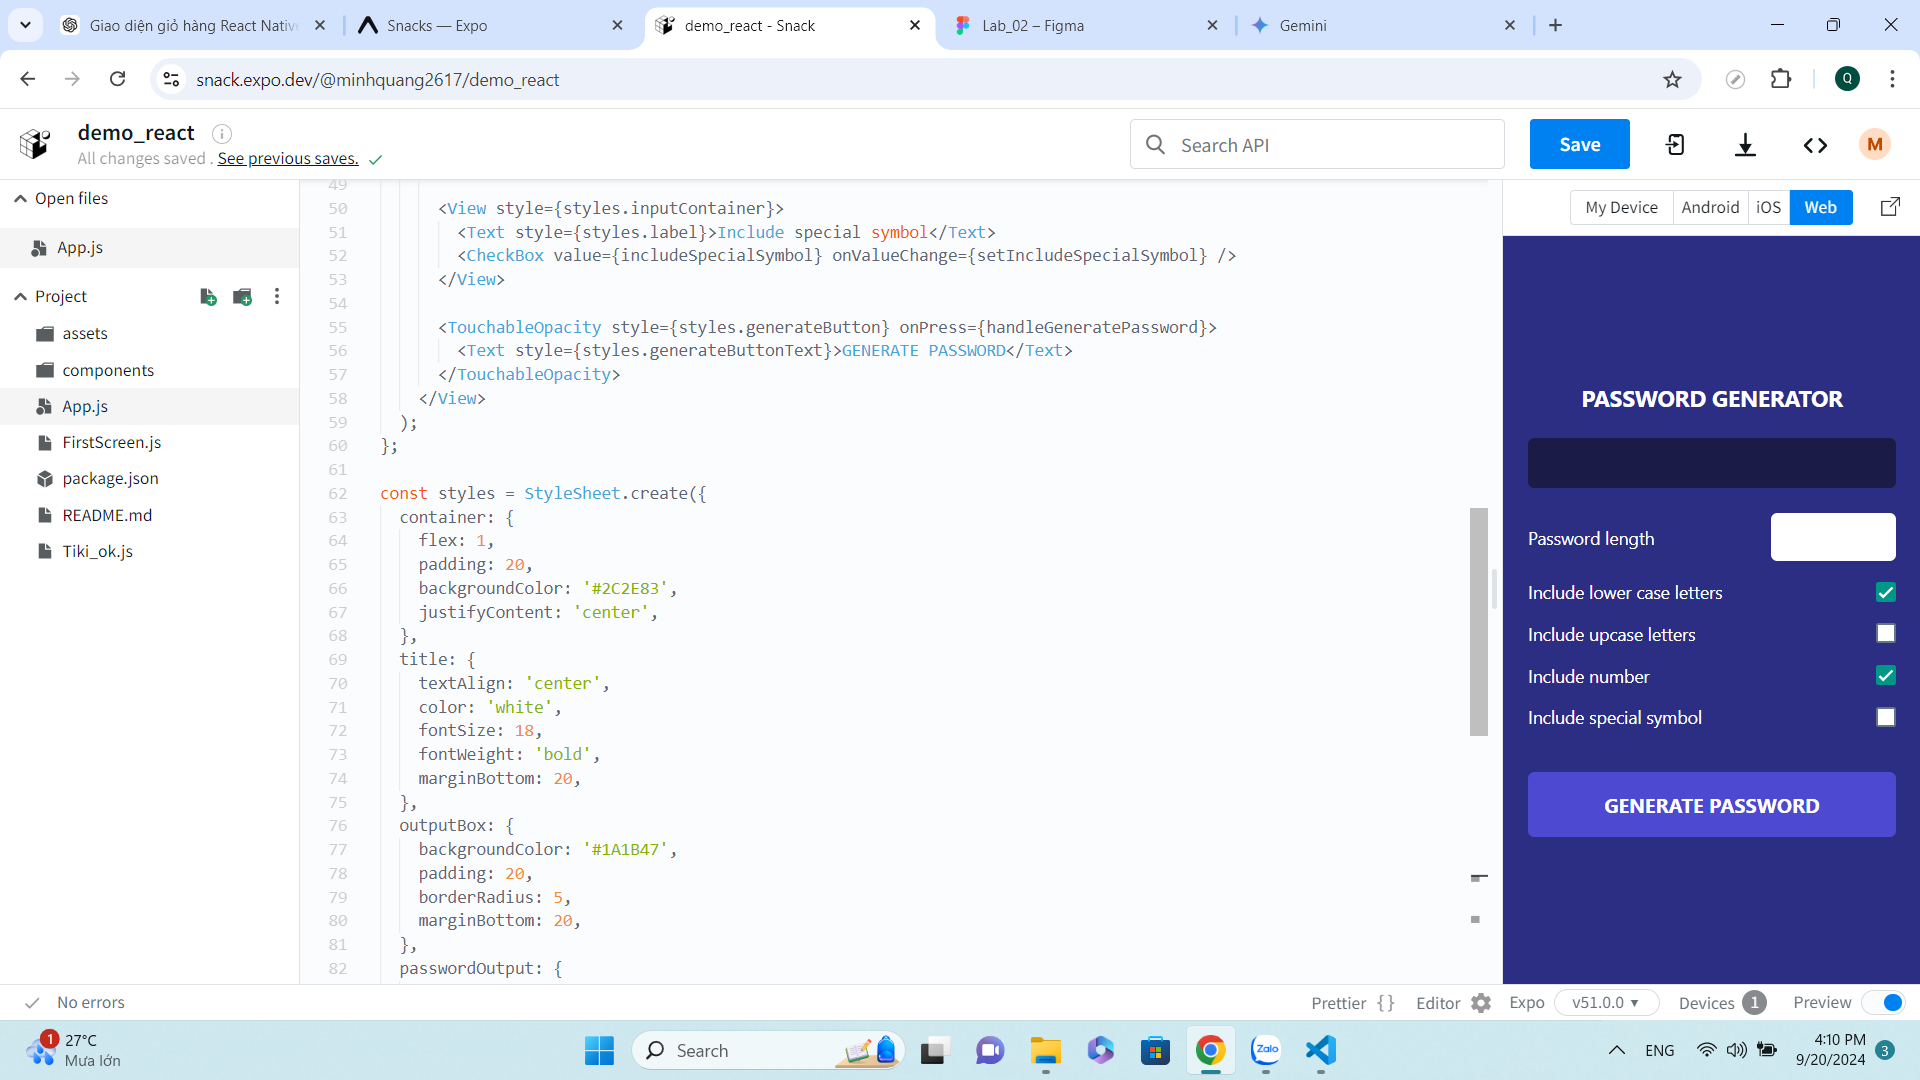 Giao diện giỏ hàng React Nativ
Snacks — Expo
demo_react - Snack
Lab_02 – Figma
Gemini
snack.expo.dev/@minhquang2617/demo_react
Q
demo_react
All changes saved . See previous saves.
Search API
Save
M
Open files
App.js
Project
assets
components
App.js
FirstScreen.js
package.json
README.md
Tiki_ok.js
49
50 <View style={styles.inputContainer}>
51 <Text style={styles.label}>Include special symbol</Text>
52 <CheckBox value={includeSpecialSymbol} onValueChange={setIncludeSpecialSymbol} />
53 </View>
54
55 <TouchableOpacity style={styles.generateButton} onPress={handleGeneratePassword}>
56 <Text style={styles.generateButtonText}>GENERATE PASSWORD</Text>
57 </TouchableOpacity>
58 </View>
59 );
60 };
61
62 const styles = StyleSheet.create({
63 container: {
64 flex: 1,
65 padding: 20,
66 backgroundColor: '#2C2E83',
67 justifyContent: 'center',
68 },
69 title: {
70 textAlign: 'center',
71 color: 'white',
72 fontSize: 18,
73 fontWeight: 'bold',
74 marginBottom: 20,
75 },
76 outputBox: {
77 backgroundColor: '#1A1B47',
78 padding: 20,
79 borderRadius: 5,
80 marginBottom: 20,
81 },
82 passwordOutput: {
My Device
Android
iOS
Web
PASSWORD GENERATOR
Password length
Include lower case letters
Include upcase letters
Include number
Include special symbol
GENERATE PASSWORD
No errors
Prettier { }
Editor
Expo
v51.0.0
Devices 1
Preview
1
27°C
Mưa lớn
Search
Zalo
ENG
4:10 PM
9/20/2024
3